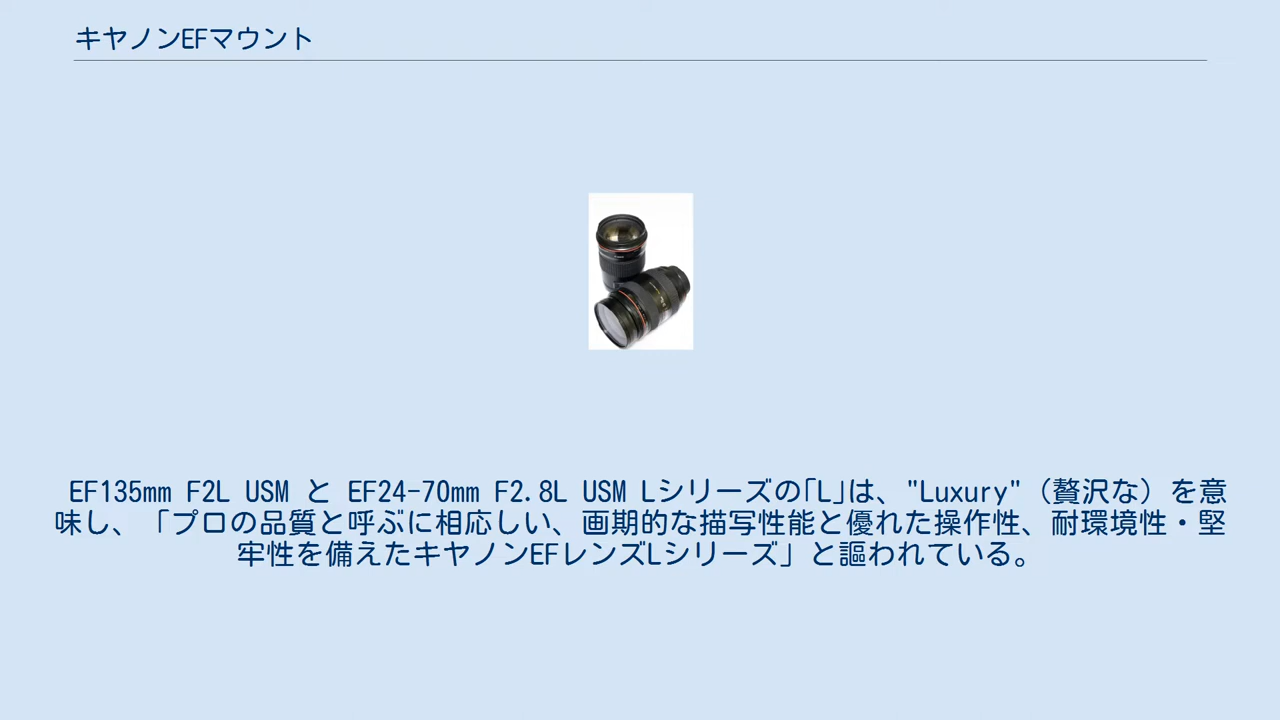 キヤノンEFマウント
EF135mm F2L USM と EF24-70mm F2.8L USM Lシリーズの｢L｣は、"Luxury"（贅沢な）を意
味し、「プロの品質と呼ぶに相応しい、画期的な描写性能と優れた操作性、耐環境性・堅
牢性を備えたキヤノンEFレンズLシリーズ」と謳われている。